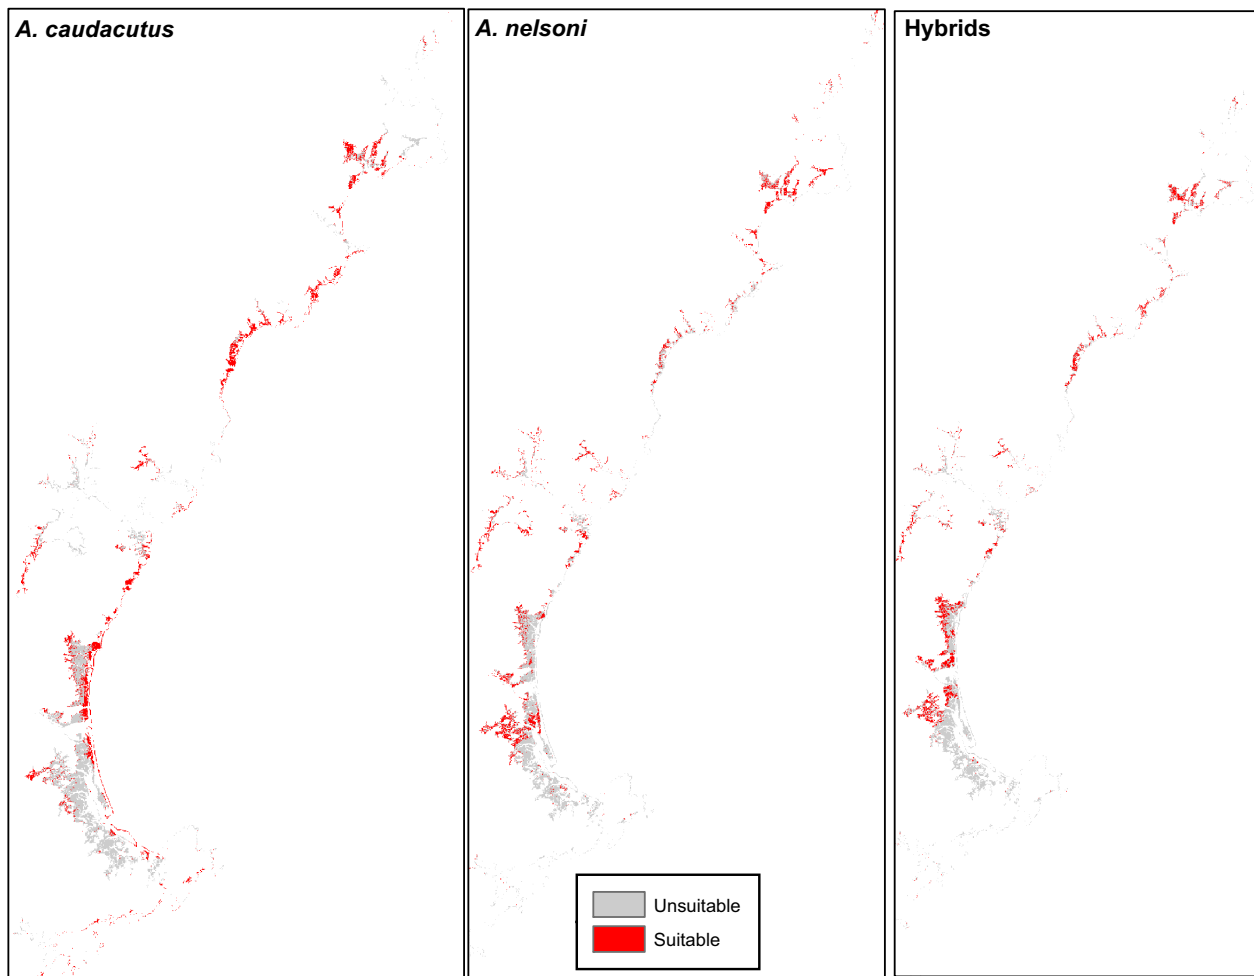 A. caudacutus
A. nelsoni
Hybrids
Unsuitable
Suitable